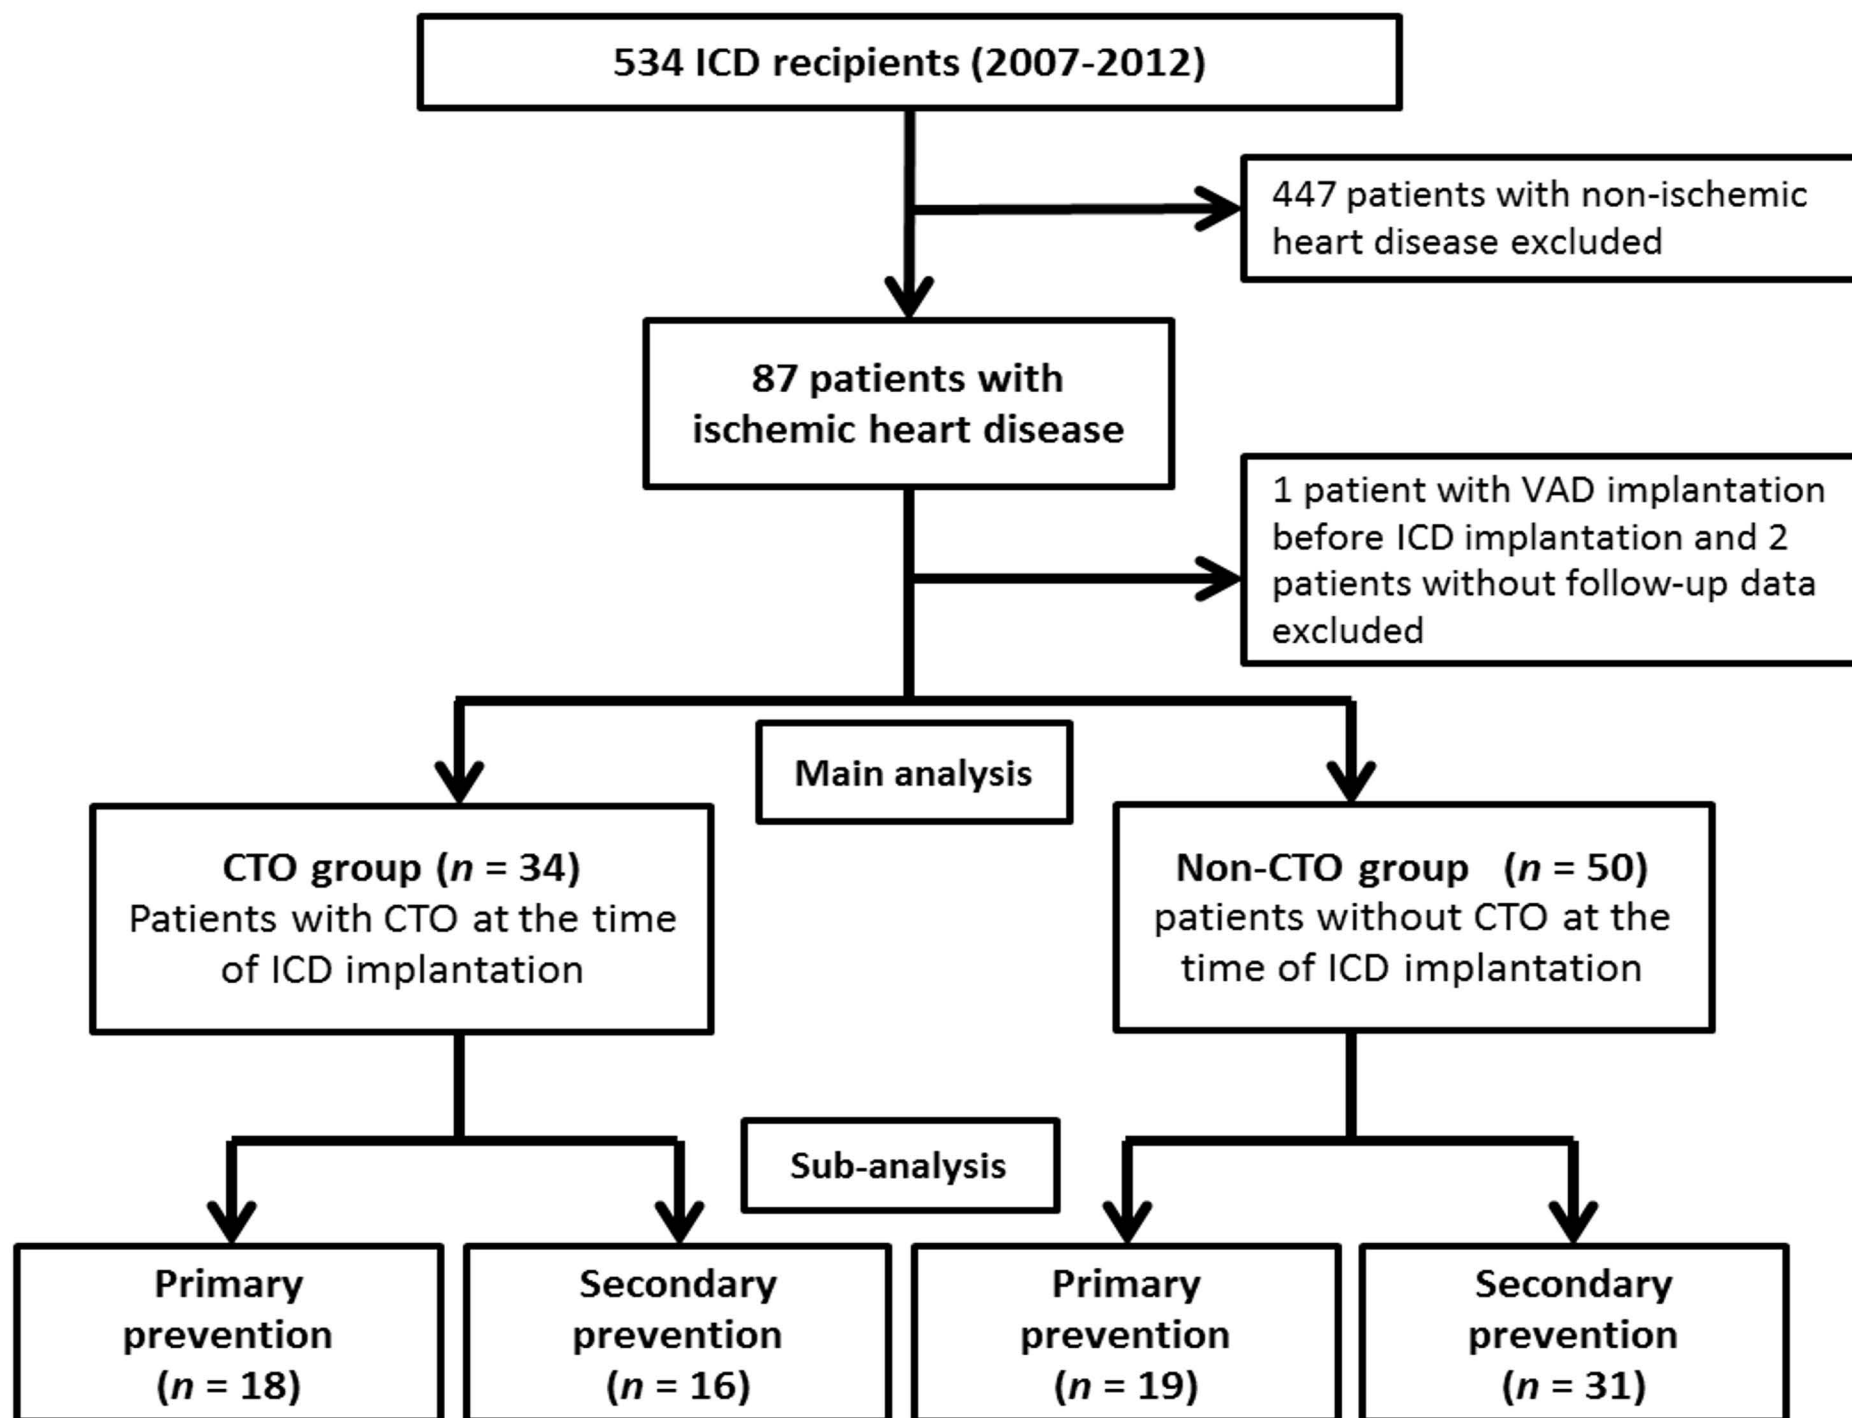 534 ICD recipients (2007-2012)
447 patients with non-ischemic
heart disease excluded
87 patients with
ischemic heart disease
1 patient with VAD implantation
before ICD implantation and 2
patients without follow-up data
excluded
Main analysis
CTO group (n = 34)
Patients with CTO at the time
of ICD implantation
Non-CTO group (n = 50)
patients without CTO at the
time of ICD implantation
Sub-analysis
Primary
prevention
(n = 18)
Secondary
prevention
(n = 16)
Primary
prevention
(n = 19)
Secondary
prevention
(n = 31)